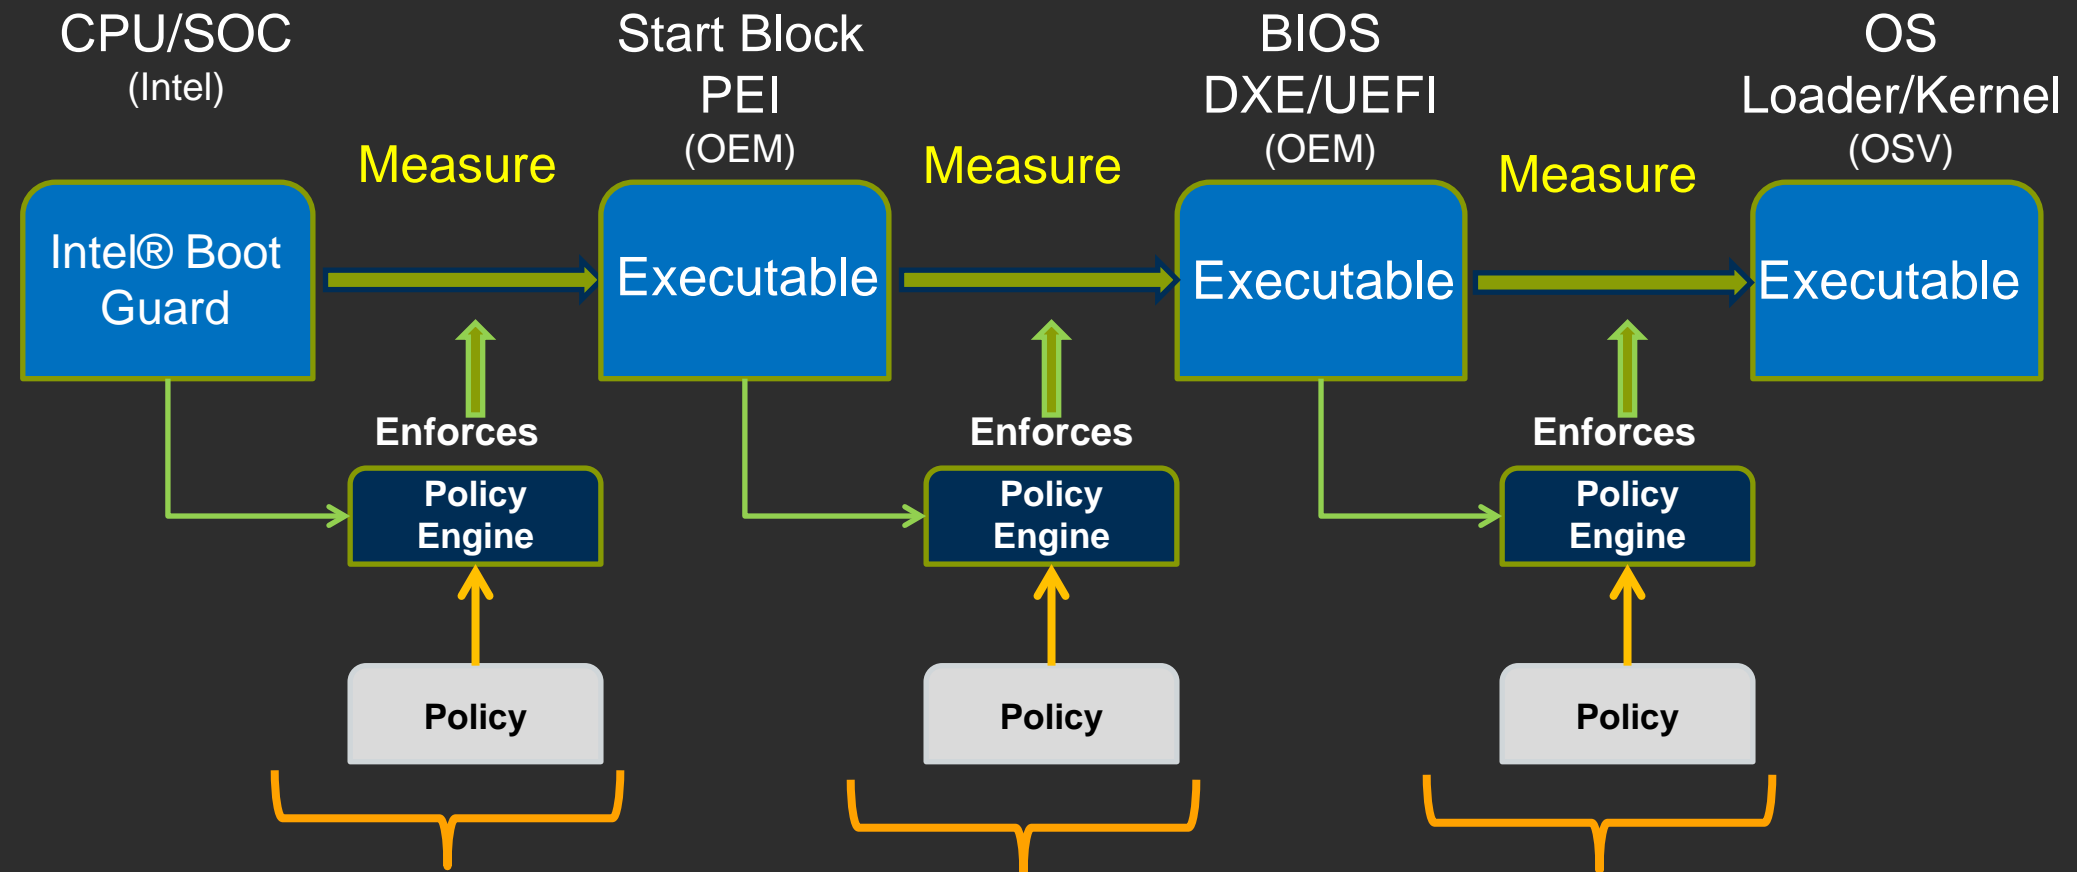 CPU/SOC
(Intel)
Start Block
PEI
(OEM)
BIOS
DXE/UEFI
(OEM)
OS
Loader/Kernel
(OSV)
Measure
Measure
Measure
Intel® Boot
Guard
Executable
Executable
Executable
Enforces
Enforces
Enforces
Policy
Engine
Policy
Engine
Policy
Engine
Policy
Policy
Policy